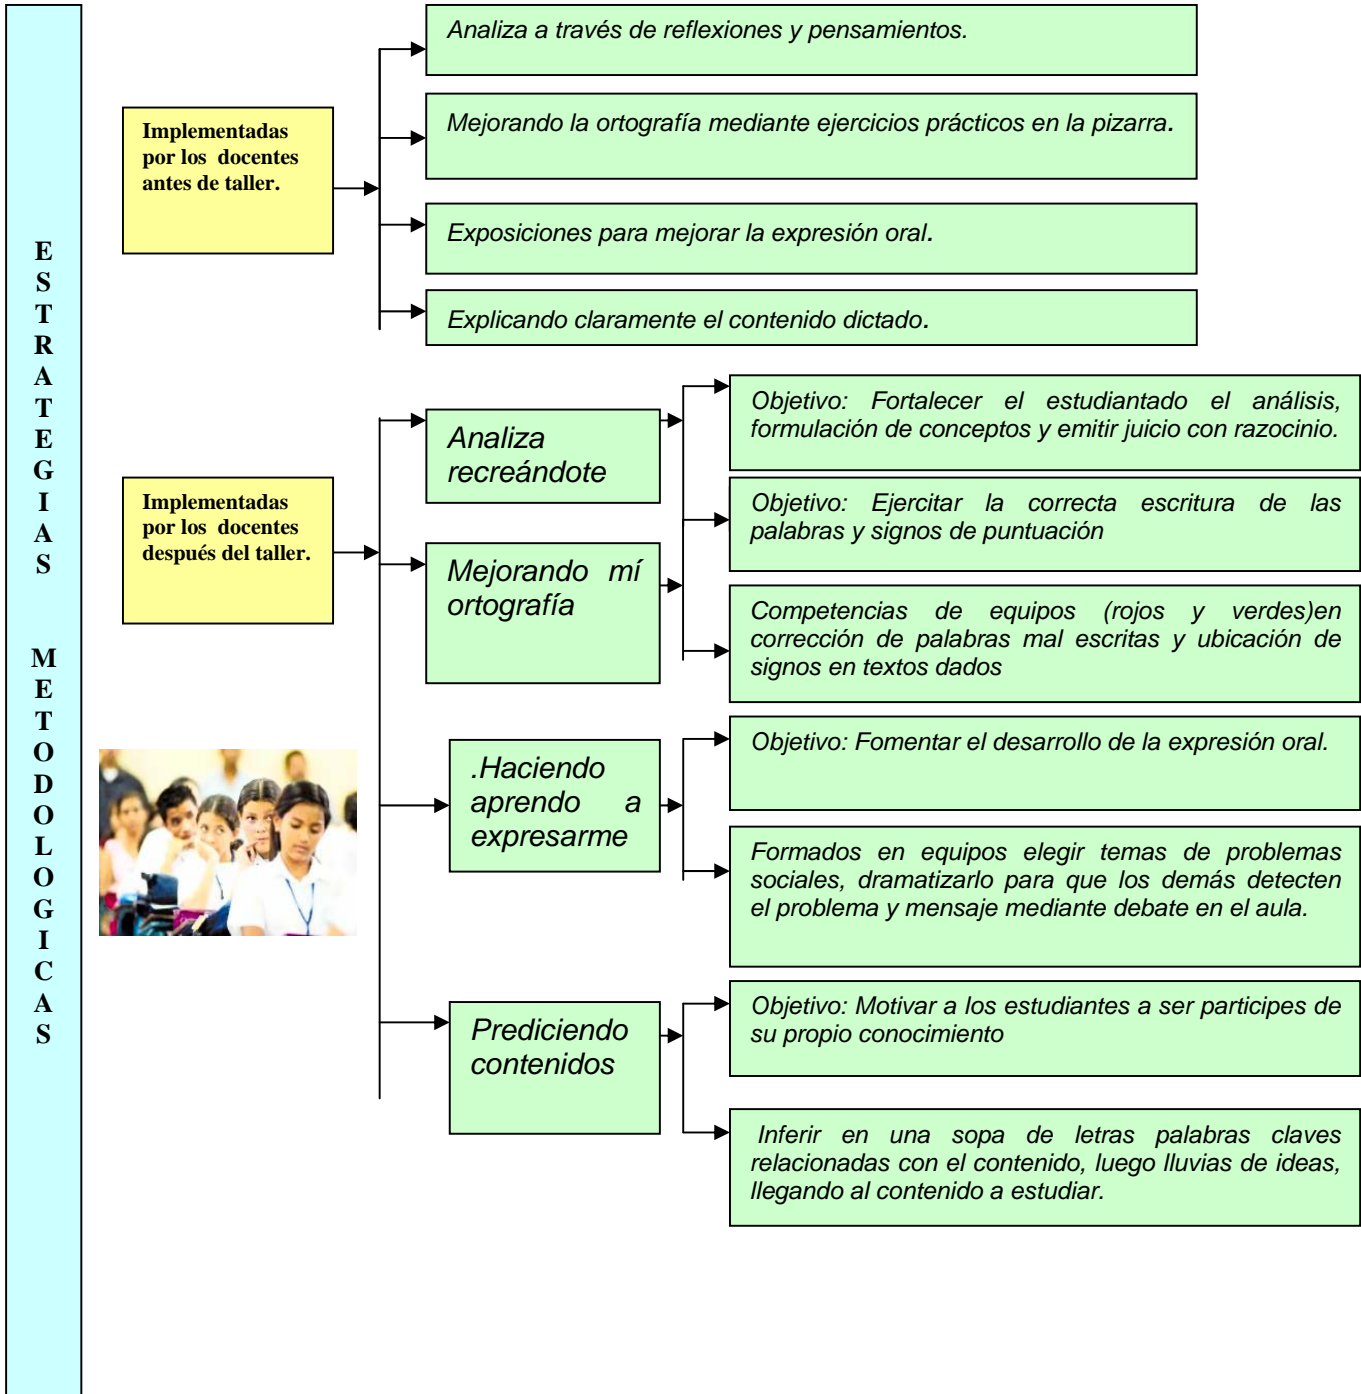 ESTRATEGIAS METODOLOGICAS
Implementadas
por los docentes
antes de taller.
Analiza a través de reflexiones y pensamientos.
Mejorando la ortografía mediante ejercicios prácticos en la pizarra.
Exposiciones para mejorar la expresión oral.
Explicando claramente el contenido dictado.
Implementadas
por los docentes
después del taller.
Analiza
recreándote
Objetivo: Fortalecer el estudiantado el análisis,
formulación de conceptos y emitir juicio con razocinio.
Mejorando mí
ortografía
Objetivo: Ejercitar la correcta escritura de las
palabras y signos de puntuación
Competencias de equipos (rojos y verdes)en
corrección de palabras mal escritas y ubicación de
signos en textos dados
.Haciendo
aprendo a
expresarme
Objetivo: Fomentar el desarrollo de la expresión oral.
Formados en equipos elegir temas de problemas
sociales, dramatizarlo para que los demás detecten
el problema y mensaje mediante debate en el aula.
Prediciendo
contenidos
Objetivo: Motivar a los estudiantes a ser participes de
su propio conocimiento
Inferir en una sopa de letras palabras claves
relacionadas con el contenido, luego lluvias de ideas,
llegando al contenido a estudiar.